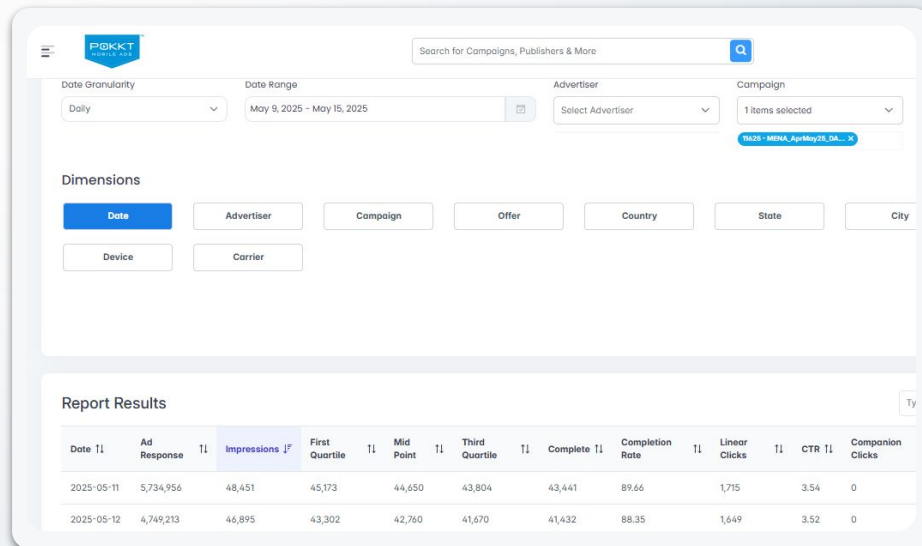 POKKT
MOBILE ADS
Search for Campaigns, Publishers & More
Date Granularity Date Range Advertiser Campaign
Daily May 9, 2025 - May 15, 2025 Select Advertiser 1 items selected
11625 - MENA_AprMay25_DA... ×
Dimensions
Date Advertiser Campaign Offer Country State City
Device Carrier
Report Results Ty
Date Ad Response Impressions First Quartile Mid Point Third Quartile Complete Completion Rate Linear Clicks CTR Companion Clicks
2025-05-11 5,734,956 48,451 45,173 44,650 43,804 43,441 89.66 1,715 3.54 0
2025-05-12 4,749,213 46,895 43,302 42,760 41,670 41,432 88.35 1,649 3.52 0